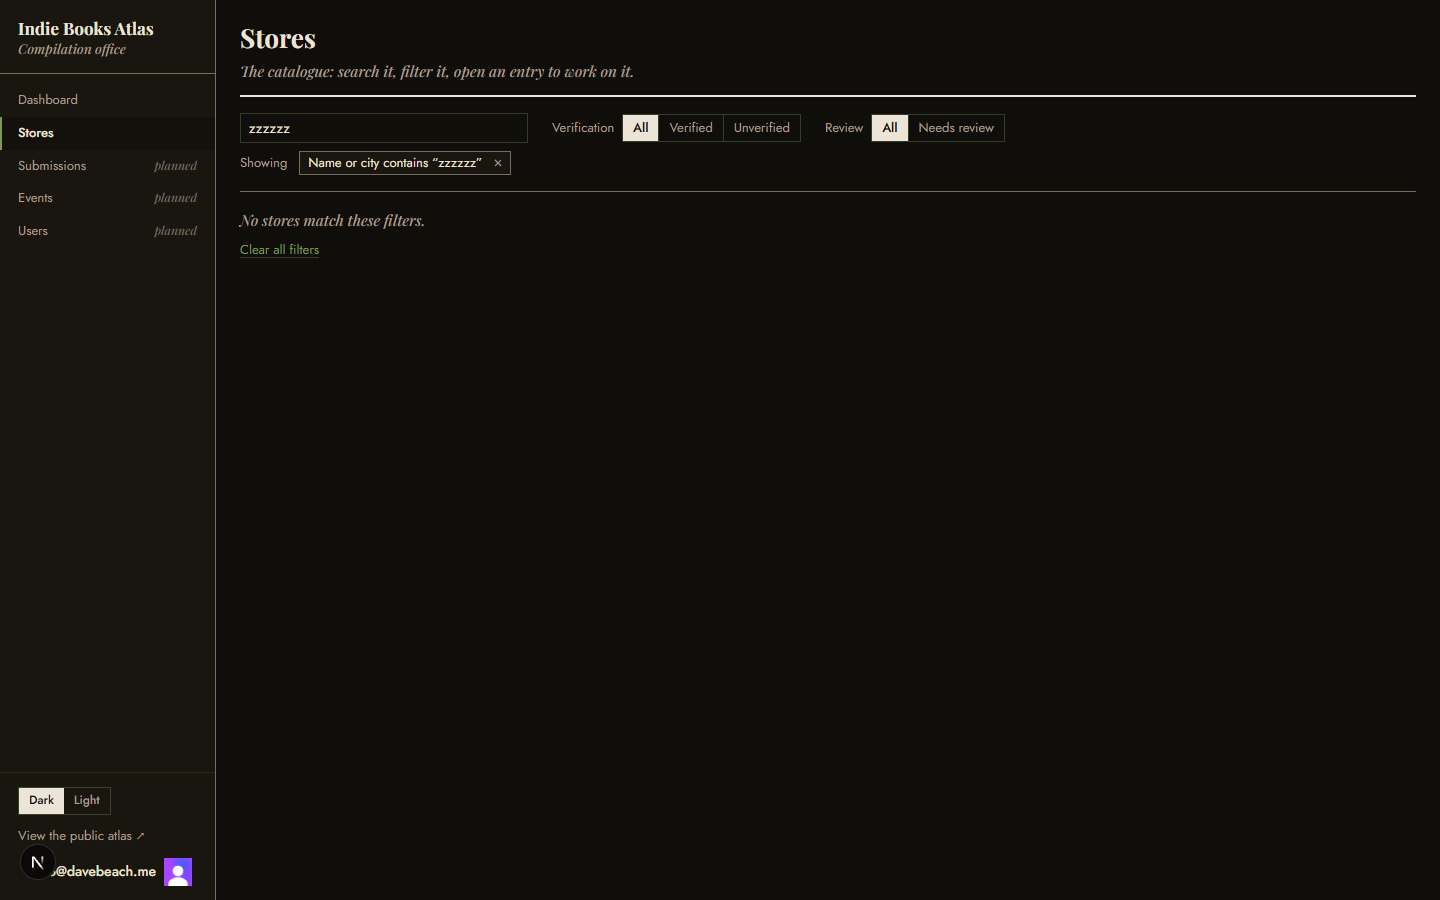 Indie Books Atlas
Compilation office
Dashboard
Stores
Submissions planned
Events planned
Users planned
Dark Light
View the public atlas ↗
N @davebeach.me
Stores
The catalogue: search it, filter it, open an entry to work on it.
zzzzzz Verification All Verified Unverified Review All Needs review
Showing Name or city contains “zzzzzz” ×
No stores match these filters.
Clear all filters